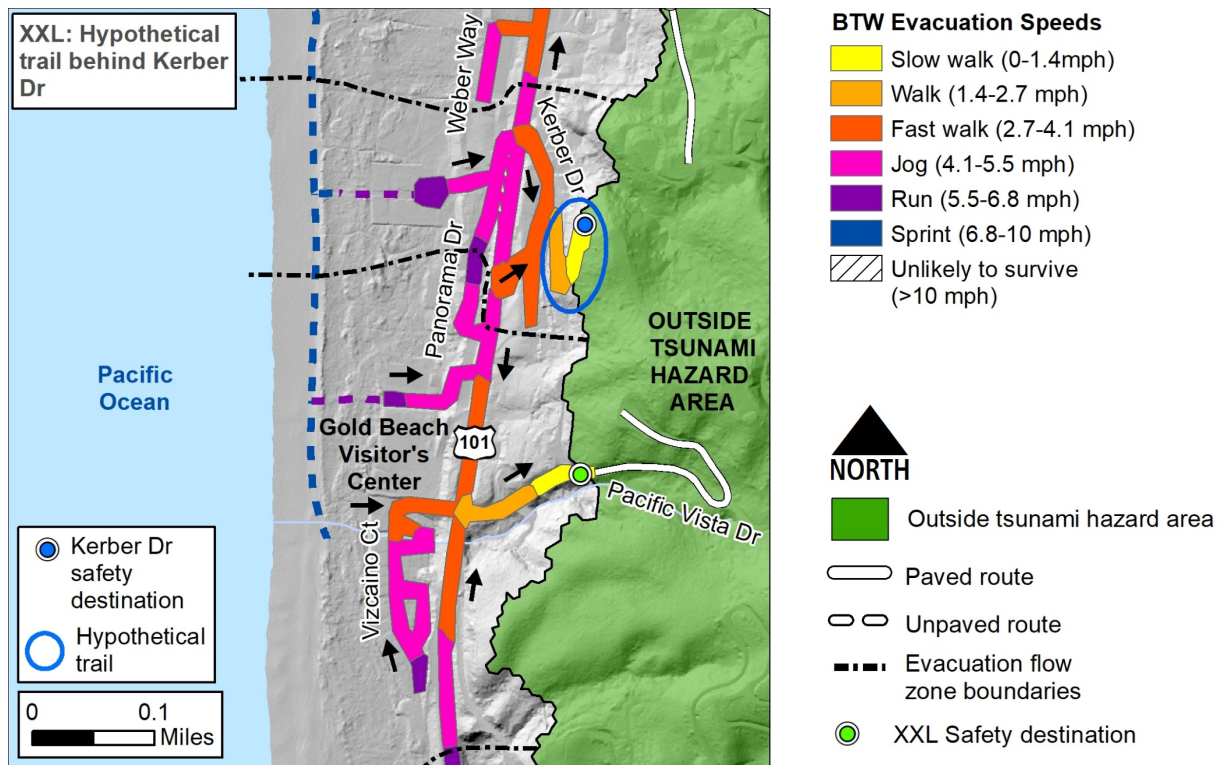 XXL: Hypothetical
trail behind Kerber
Dr
Weber Way
Kerber Dr
Panorama Dr
Pacific
Ocean
OUTSIDE
TSUNAMI
HAZARD
AREA
Gold Beach
Visitor's
Center
101
Pacific Vista Dr
Vizcaino Ct
Kerber Dr
safety
destination
Hypothetical
trail
0 0.1
Miles
BTW Evacuation Speeds
Slow walk (0-1.4mph)
Walk (1.4-2.7 mph)
Fast walk (2.7-4.1 mph)
Jog (4.1-5.5 mph)
Run (5.5-6.8 mph)
Sprint (6.8-10 mph)
Unlikely to survive
(>10 mph)
NORTH
Outside tsunami hazard area
Paved route
Unpaved route
Evacuation flow
zone boundaries
XXL Safety destination